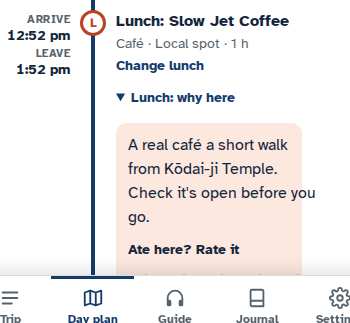 ARRIVE
12:52 pm
LEAVE
1:52 pm
L
Lunch: Slow Jet Coffee
Café · Local spot · 1 h
Change lunch
▼ Lunch: why here
A real café a short walk
from Kōdai-ji Temple.
Check it's open before you
go.
Ate here? Rate it
Trip
Day plan
Guide
Journal